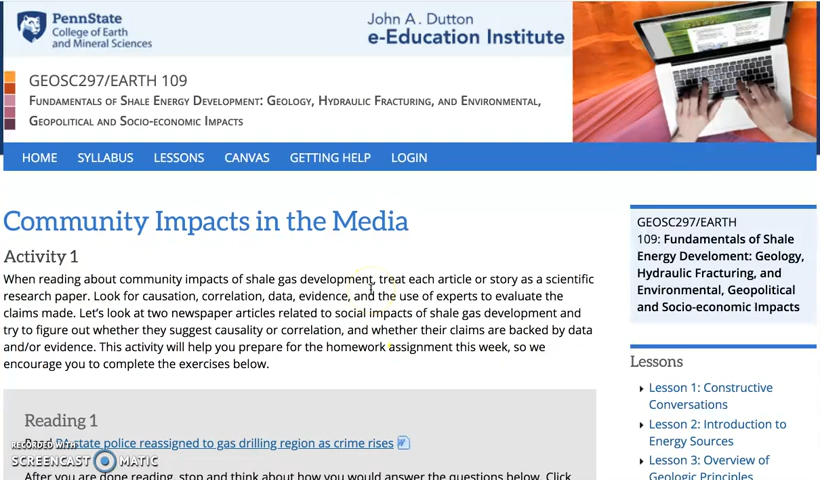 PennState
College of Earth
and Mineral Sciences
John A. Dutton
e-Education Institute
GEOSC297/EARTH 109
Fundamentals of Shale Energy Development: Geology, Hydraulic Fracturing, and Environmental,
Geopolitical and Socio-economic Impacts
HOME SYLLABUS LESSONS CANVAS GETTING HELP LOGIN
Community Impacts in the Media
Activity 1
When reading about community impacts of shale gas development, treat each article or story as a scientific
research paper. Look for causation, correlation, data, evidence, and the use of experts to evaluate the
claims made. Let's look at two newspaper articles related to social impacts of shale gas development and
try to figure out whether they suggest causality or correlation, and whether their claims are backed by data
and/or evidence. This activity will help you prepare for the homework assignment this week, so we
encourage you to complete the exercises below.
Reading 1
state police reassigned to gas drilling region as crime rises
RECORDED WITH
SCREENCAST MATIC
After you are done reading, stop and think about how you would answer the questions below. Click
GEOSC297/EARTH
109: Fundamentals of Shale
Energy Develoment: Geology,
Hydraulic Fracturing, and
Environmental, Geopolitical
and Socio-economic Impacts
Lessons
Lesson 1: Constructive
Conversations
Lesson 2: Introduction to
Energy Sources
Lesson 3: Overview of
Geologic Principles